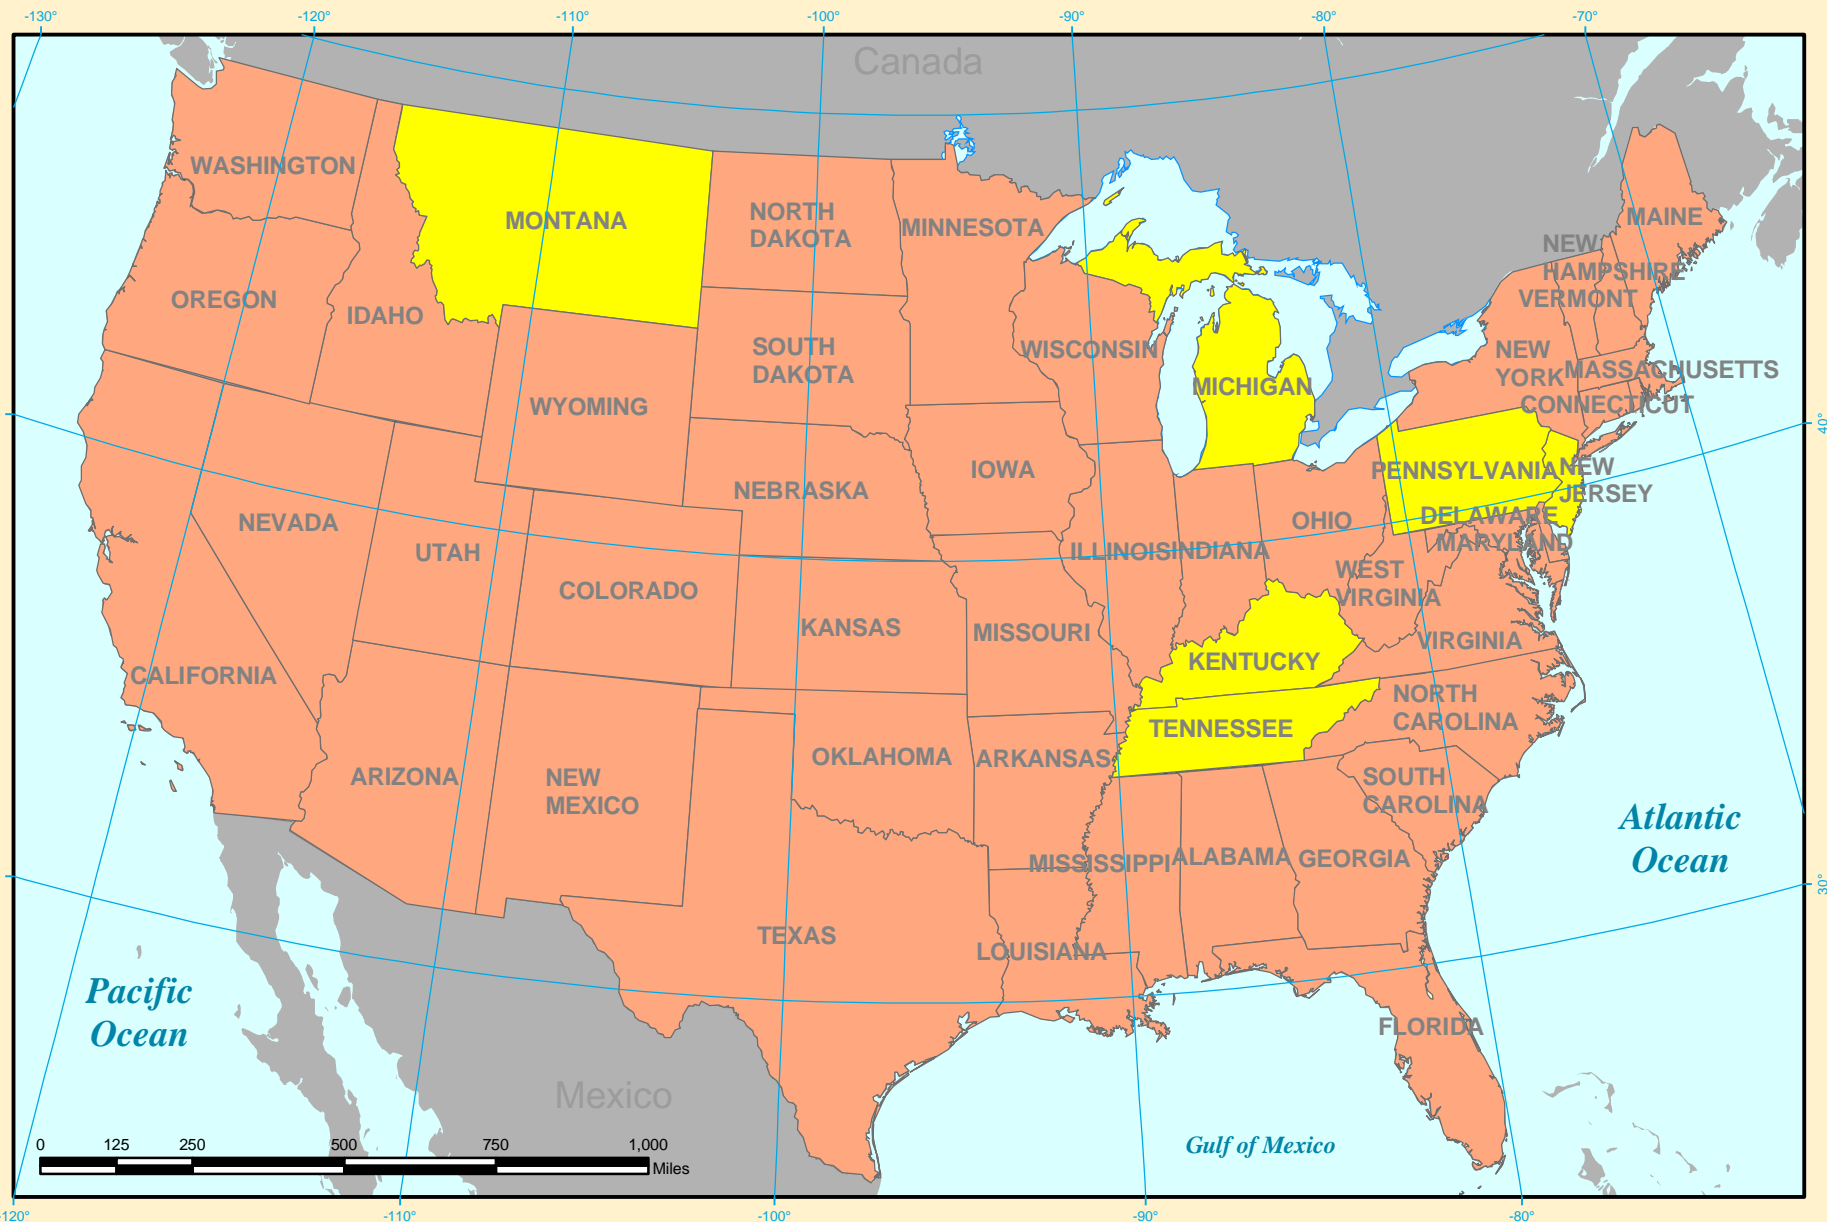 -130°
-120°
-110°
-100°
-90°
-80°
-70°
Canada
WASHINGTON
MONTANA
NORTH
DAKOTA
MINNESOTA
MAINE
NEW
HAMPSHIRE
VERMONT
OREGON
IDAHO
SOUTH
DAKOTA
WISCONSIN
MICHIGAN
NEW
YORK
MASSACHUSETTS
CONNECTICUT
WYOMING
40°
IOWA
NEBRASKA
PENNSYLVANIA
NEW
JERSEY
NEVADA
UTAH
OHIO
DELAWARE
MARYLAND
ILLINOIS
INDIANA
COLORADO
WEST
VIRGINIA
KANSAS
MISSOURI
VIRGINIA
CALIFORNIA
KENTUCKY
NORTH
CAROLINA
TENNESSEE
ARIZONA
NEW
MEXICO
OKLAHOMA
ARKANSAS
SOUTH
CAROLINA
Atlantic
Ocean
MISSISSIPPI
ALABAMA
GEORGIA
30°
TEXAS
LOUISIANA
Pacific
Ocean
FLORIDA
Mexico
Gulf of Mexico
0 125 250 500 750 1,000
Miles
-120°
-110°
-100°
-90°
-80°